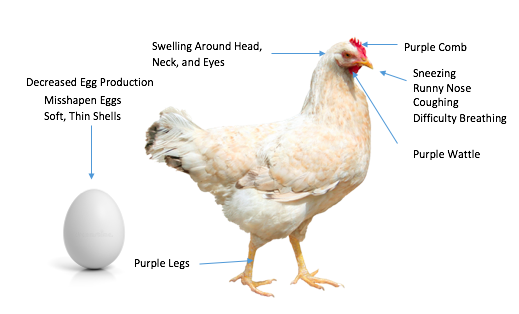 Swelling Around Head,
Neck, and Eyes
Purple Comb
Decreased Egg Production
Misshapen Eggs
Soft, Thin Shells
Sneezing
Runny Nose
Coughing
Difficulty Breathing
Purple Wattle
Purple Legs